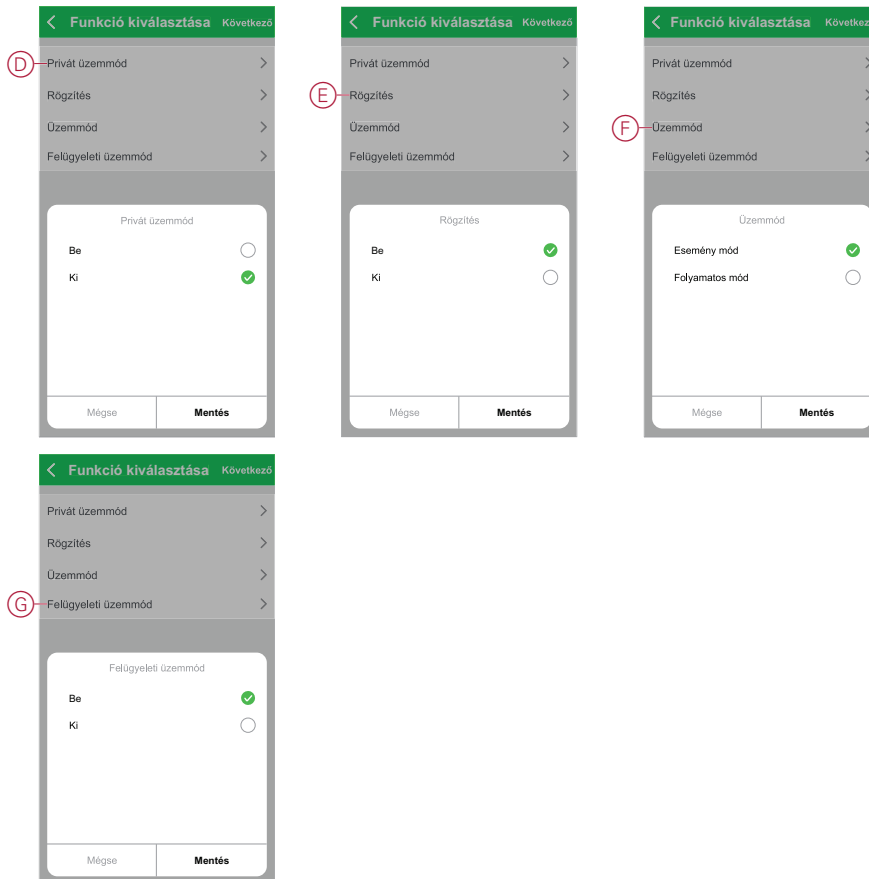 Funkció kiválasztása Következő
D Privát üzemmód
Rögzítés
Üzemmód
Felügyeleti üzemmód
Privát üzemmód
Be
Ki
Mégse Mentés
Funkció kiválasztása Következő
Privát üzemmód
E Rögzítés
Üzemmód
Felügyeleti üzemmód
Rögzítés
Be
Ki
Mégse Mentés
Funkció kiválasztása Következ
Privát üzemmód
Rögzítés
F Üzemmód
Felügyeleti üzemmód
Üzemmód
Esemény mód
Folyamatos mód
Mégse Mentés
Funkció kiválasztása Következő
Privát üzemmód
Rögzítés
Üzemmód
G Felügyeleti üzemmód
Felügyeleti üzemmód
Be
Ki
Mégse Mentés